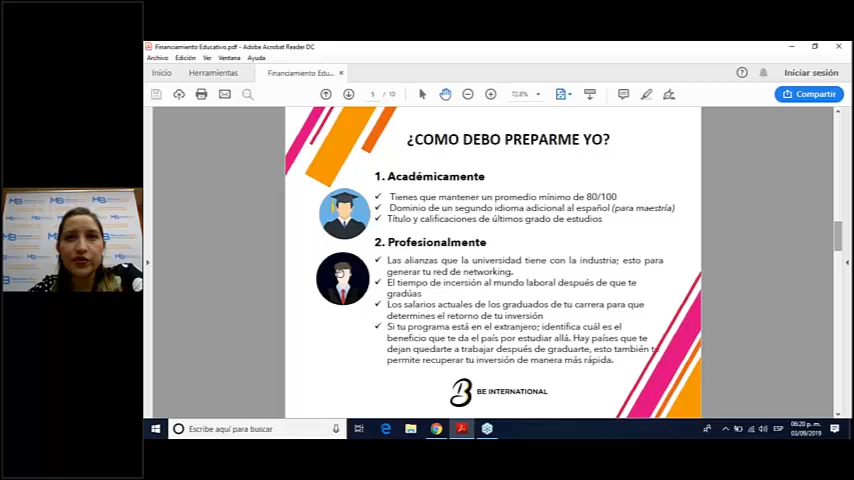 Financiamiento Educativo.pdf - Adobe Acrobat Reader DC
Archivo Edición Ver Ventana Ayuda
Inicio Herramientas Financiamiento Edu... × Iniciar sesión
5 / 10 72,8% Compartir
¿COMO DEBO PREPARME YO?
1. Académicamente
✓ Tienes que mantener un promedio mínimo de 80/100
✓ Dominio de un segundo idioma adicional al español (para maestría)
✓ Título y calificaciones de últimos grado de estudios
2. Profesionalmente
✓ Las alianzas que la universidad tiene con la industria; esto para
generar tu red de networking.
✓ El tiempo de incersión al mundo laboral después de que te
gradúas
✓ Los salarios actuales de los graduados de tu carrera para que
determines el retorno de tu inversión
✓ Si tu programa está en el extranjero; identifica cuál es el
beneficio que te da el país por estudiar allá. Hay países que te
dejan quedarte a trabajar después de graduarte, esto también te
permite recuperar tu inversión de manera más rápida.
BE INTERNATIONAL
Escribe aquí para buscar
ESP
06:20 p. m.
03/09/2019